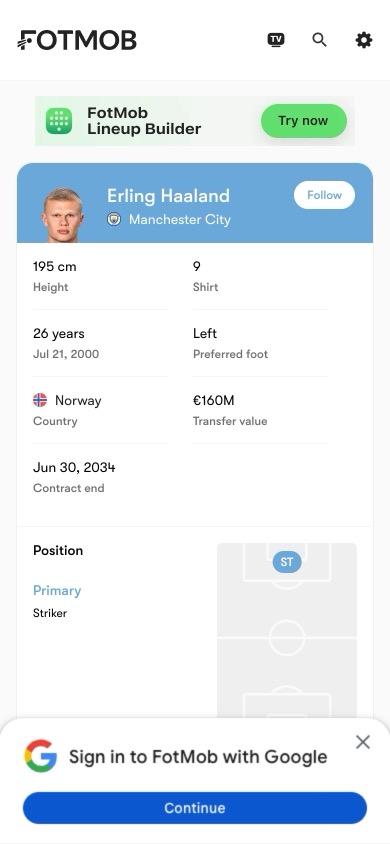 FOTMOB
TV
FotMob
Lineup Builder
Try now
Erling Haaland
Manchester City
Follow
195 cm
Height
9
Shirt
26 years
Jul 21, 2000
Left
Preferred foot
Norway
Country
€160M
Transfer value
Jun 30, 2034
Contract end
Position
Primary
Striker
ST
Sign in to FotMob with Google
Continue